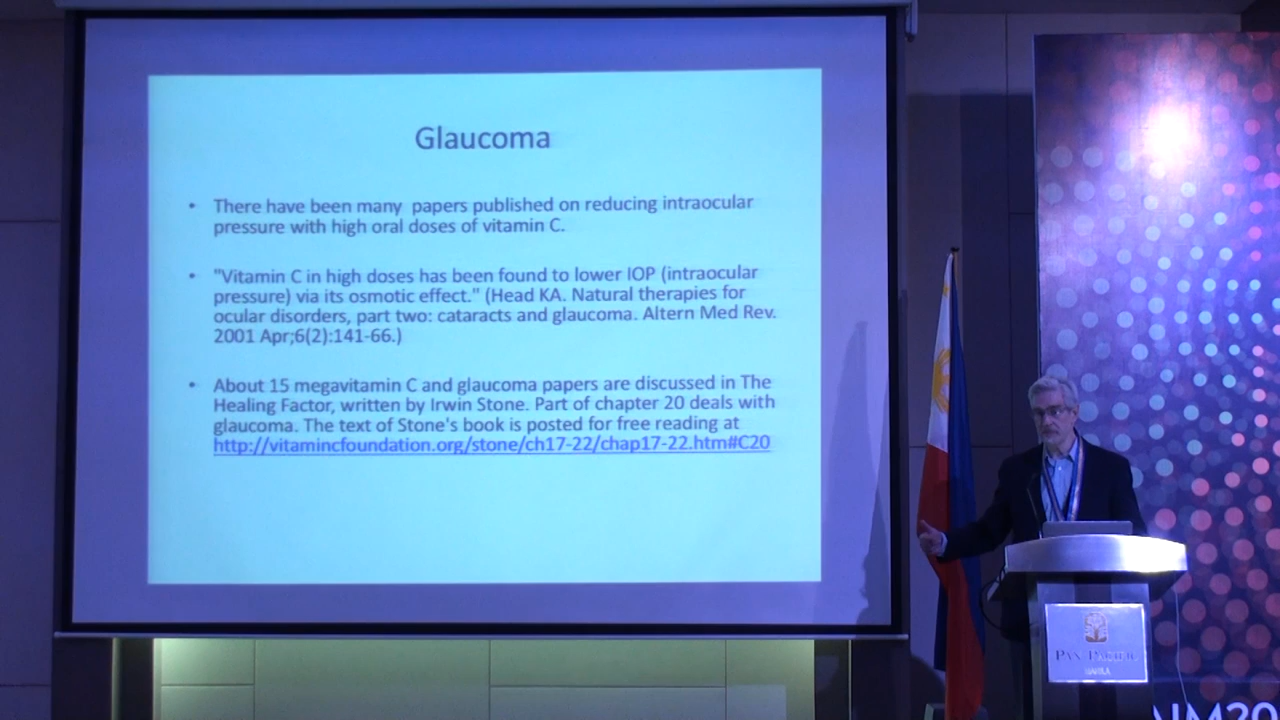 Glaucoma
• There have been many papers published on reducing intraocular
pressure with high oral doses of vitamin C.
• "Vitamin C in high doses has been found to lower IOP (intraocular
pressure) via its osmotic effect." (Head KA. Natural therapies for
ocular disorders, part two: cataracts and glaucoma. Altern Med Rev.
2001 Apr;6(2):141-66.)
• About 15 megavitamin C and glaucoma papers are discussed in The
Healing Factor, written by Irwin Stone. Part of chapter 20 deals with
glaucoma. The text of Stone's book is posted for free reading at
http://vitamincfoundation.org/stone/ch17-22/chap17-22.htm#C20
PAN PACIFIC
MANILA